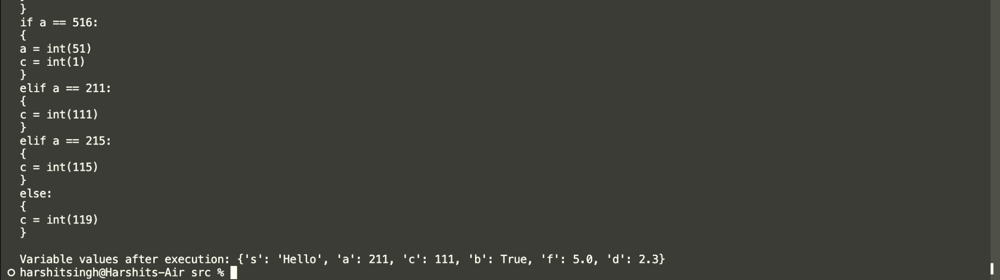 }
if a == 516:
{
a = int(51)
c = int(1)
}
elif a == 211:
{
c = int(111)
}
elif a == 215:
{
c = int(115)
}
else:
{
c = int(119)
}
Variable values after execution: {'s': 'Hello', 'a': 211, 'c': 111, 'b': True, 'f': 5.0, 'd': 2.3}
harshitsingh@Harshits-Air src %